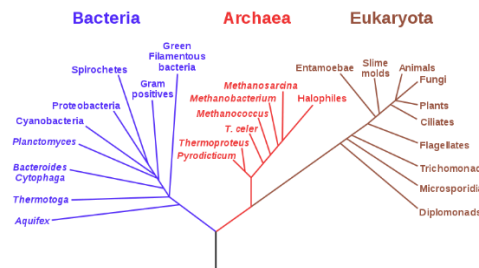 Bacteria
Archaea
Eukaryota
Green
Filamentous
bacteria
Spirochetes
Gram
positives
Proteobacteria
Cyanobacteria
Planctomyces
Bacteroides
Cytophaga
Thermotoga
Aquifex
Methanosarcina
Methanobacterium
Halophiles
Methanococcus
T. celer
Thermoproteus
Pyrodicticum
Entamoebae
Slime
molds
Animals
Fungi
Plants
Ciliates
Flagellates
Trichomonad
Microsporidia
Diplomonads